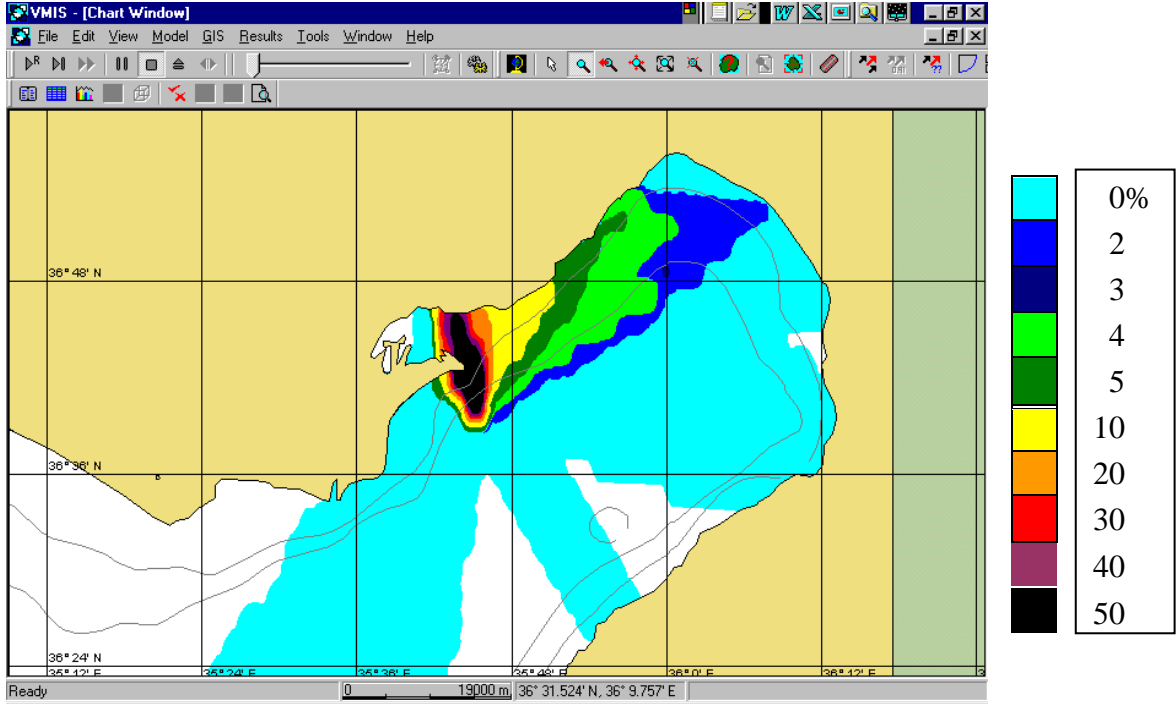 VMIS - [Chart Window]
File Edit View Model GIS Results Tools Window Help
36° 48' N
36° 36' N
36° 24' N
35° 12' E 35° 24' E 35° 36' E 35° 48' E 36° 0' E 36° 12' E
Ready 0 19000 m 36° 31.524' N, 36° 9.757' E
0%
2
3
4
5
10
20
30
40
50